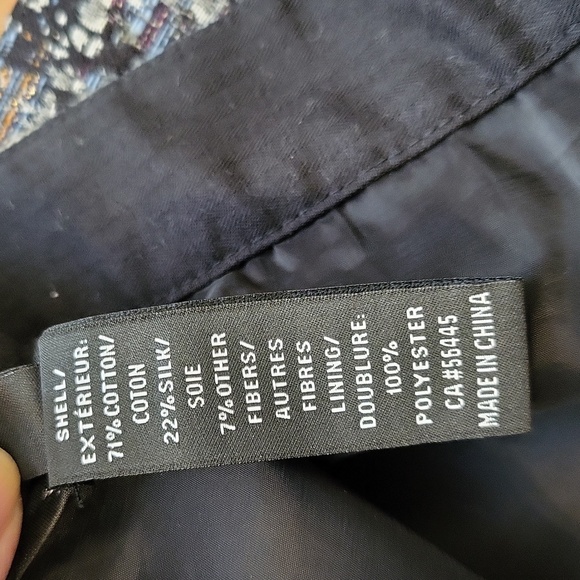 SHELL/
EXTÉRIEUR:
71% COTTON/
COTON
22% SILK/
SOIE
7% OTHER
FIBERS/
AUTRES
FIBRES
LINING/
DOUBLURE:
100%
POLYESTER
CA #56445
MADE IN CHINA